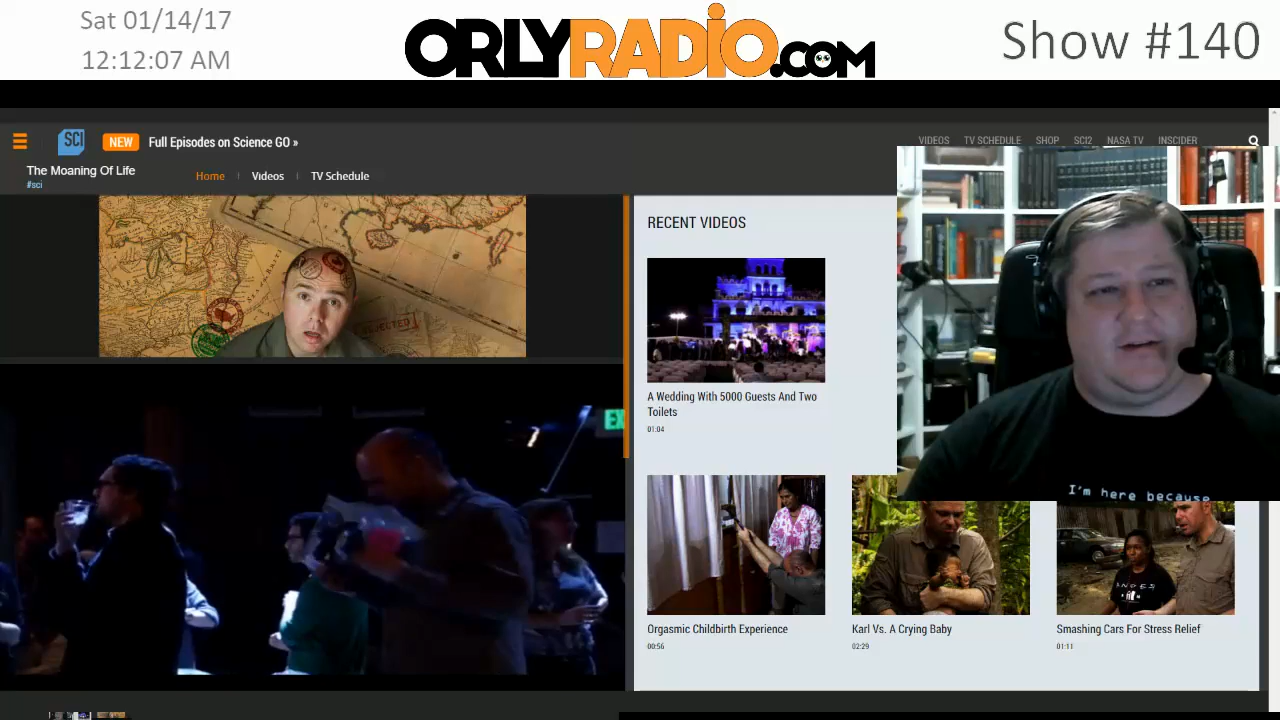 Sat 01/14/17
12:12:07 AM
ORLYRADIO.COM
Show #140
SCI
NEW
Full Episodes on Science GO »
VIDEOS
TV SCHEDULE
SHOP
SCI2
NASA TV
INSCIDER
The Moaning Of Life
#sci
Home
Videos
TV Schedule
RECENT VIDEOS
REJECTED
EX
A Wedding With 5000 Guests And Two
Toilets
01:04
I'm here because
Orgasmic Childbirth Experience
00:56
Karl Vs. A Crying Baby
02:29
Smashing Cars For Stress Relief
01:11